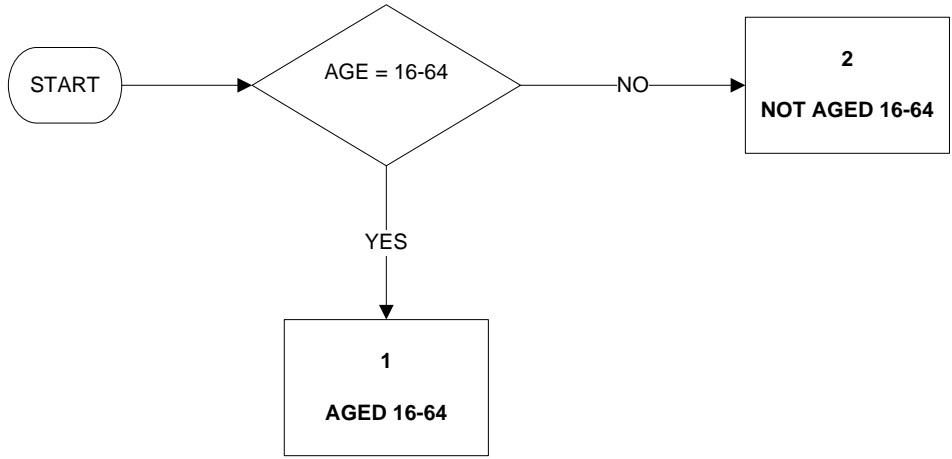 START
AGE = 16-64
NO
2
NOT AGED 16-64
YES
1
AGED 16-64